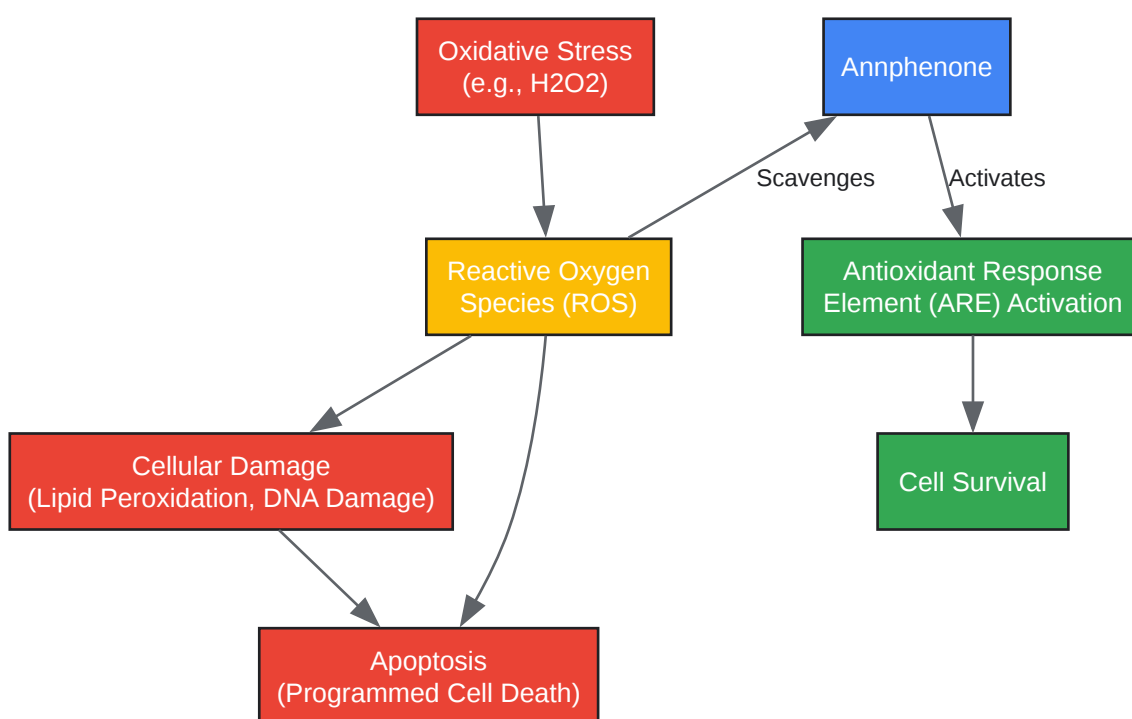 Oxidative Stress
(e.g., H2O2)
Annphenone
Scavenges
Activates
Reactive Oxygen
Species (ROS)
Antioxidant Response
Element (ARE) Activation
Cellular Damage
(Lipid Peroxidation, DNA Damage)
Cell Survival
Apoptosis
(Programmed Cell Death)